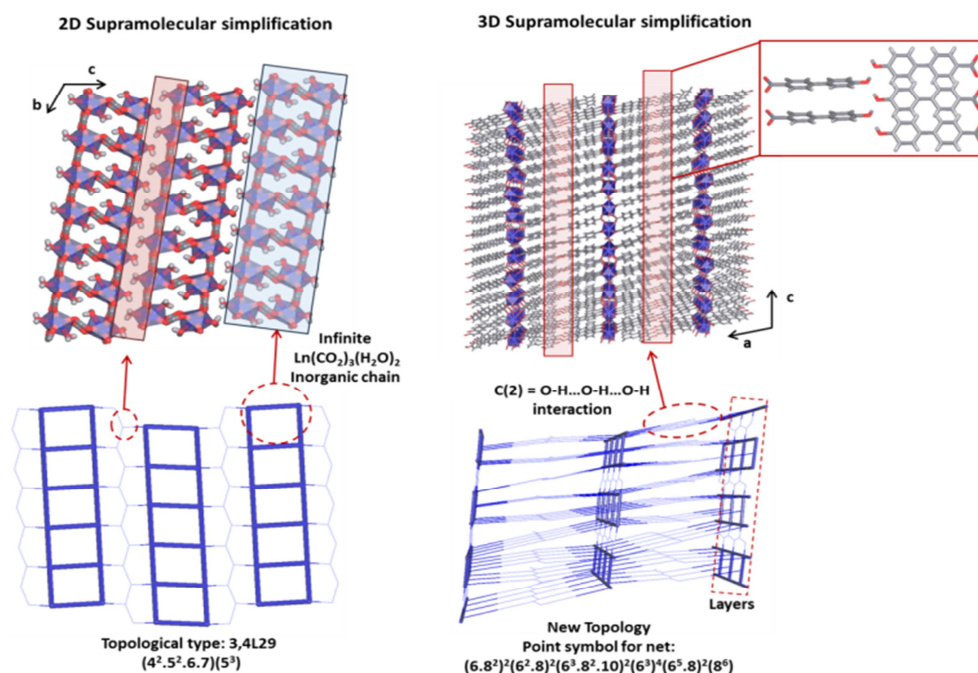 2D Supramolecular simplification
3D Supramolecular simplification
c
b
Infinite
Ln(CO₂)₃(H₂O)₂
Inorganic chain
c
a
C(2) = O-H...O-H...O-H
interaction
Layers
Topological type: 3,4L29
(4².5².6.7)(5³)
New Topology
Point symbol for net:
(6.8²)²(6².8)²(6³.8².10)²(6³)⁴(6⁵.8)²(8⁶)